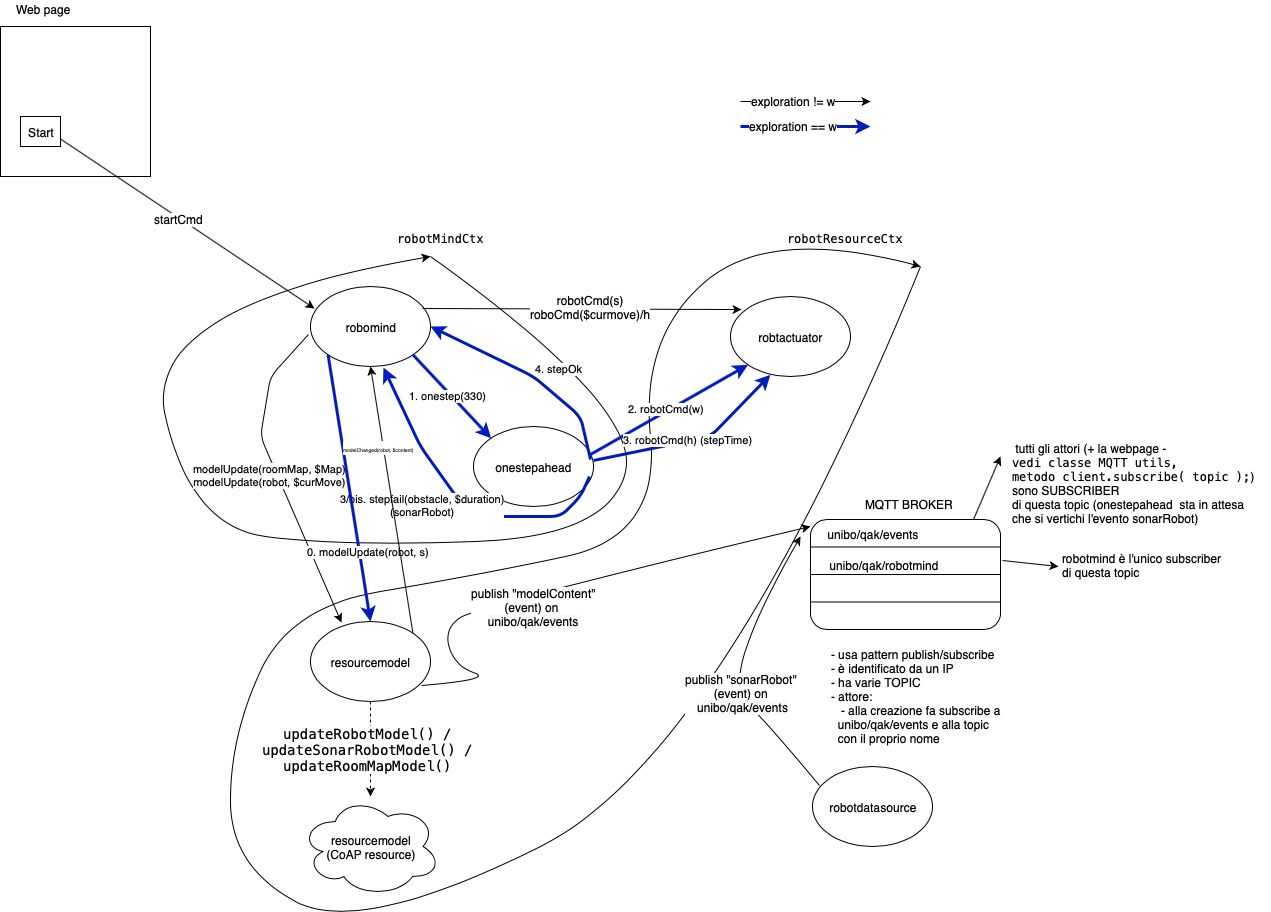 Web page
Start
exploration != w
exploration == w
startCmd
robotMindCtx
robotResourceCtx
robomind
robotCmd(s)
roboCmd($curmove)/h
robtactuator
4. stepOk
1. onestep(330)
2. robotCmd(w)
3. robotCmd(h) (stepTime)
modelChanged(robot, $content)
onestepahead
modelUpdate(roomMap, $Map)
modelUpdate(robot, $curMove)
3/bis. stepfail(obstacle, $duration)
(sonarRobot)
0. modelUpdate(robot, s)
tutti gli attori (+ la webpage -
vedi classe MQTT utils,
metodo client.subscribe( topic );)
sono SUBSCRIBER
di questa topic (onestepahead sta in attesa
che si vertichi l'evento sonarRobot)
MQTT BROKER
unibo/qak/events
unibo/qak/robotmind
robotmind è l'unico subscriber
di questa topic
publish "modelContent"
(event) on
unibo/qak/events
resourcemodel
publish "sonarRobot"
(event) on
unibo/qak/events
- usa pattern publish/subscribe
- è identificato da un IP
- ha varie TOPIC
- attore:
- alla creazione fa subscribe a
unibo/qak/events e alla topic
con il proprio nome
updateRobotModel() /
updateSonarRobotModel() /
updateRoomMapModel()
robotdatasource
resourcemodel
(CoAP resource)